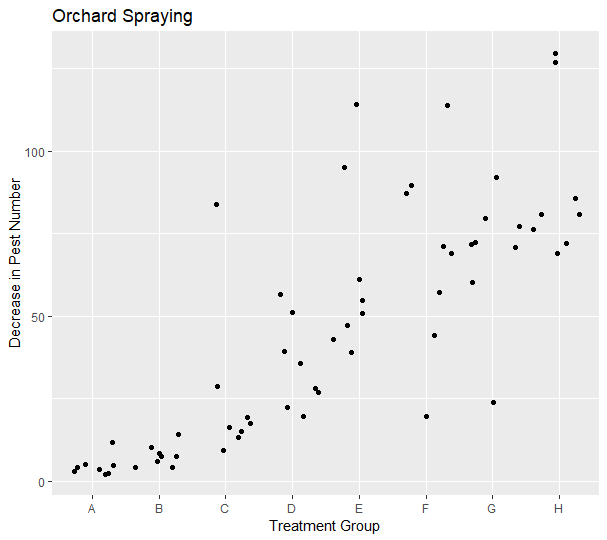 Orchard Spraying
Decrease in Pest Number
100
50
0
A B C D E F G H
Treatment Group